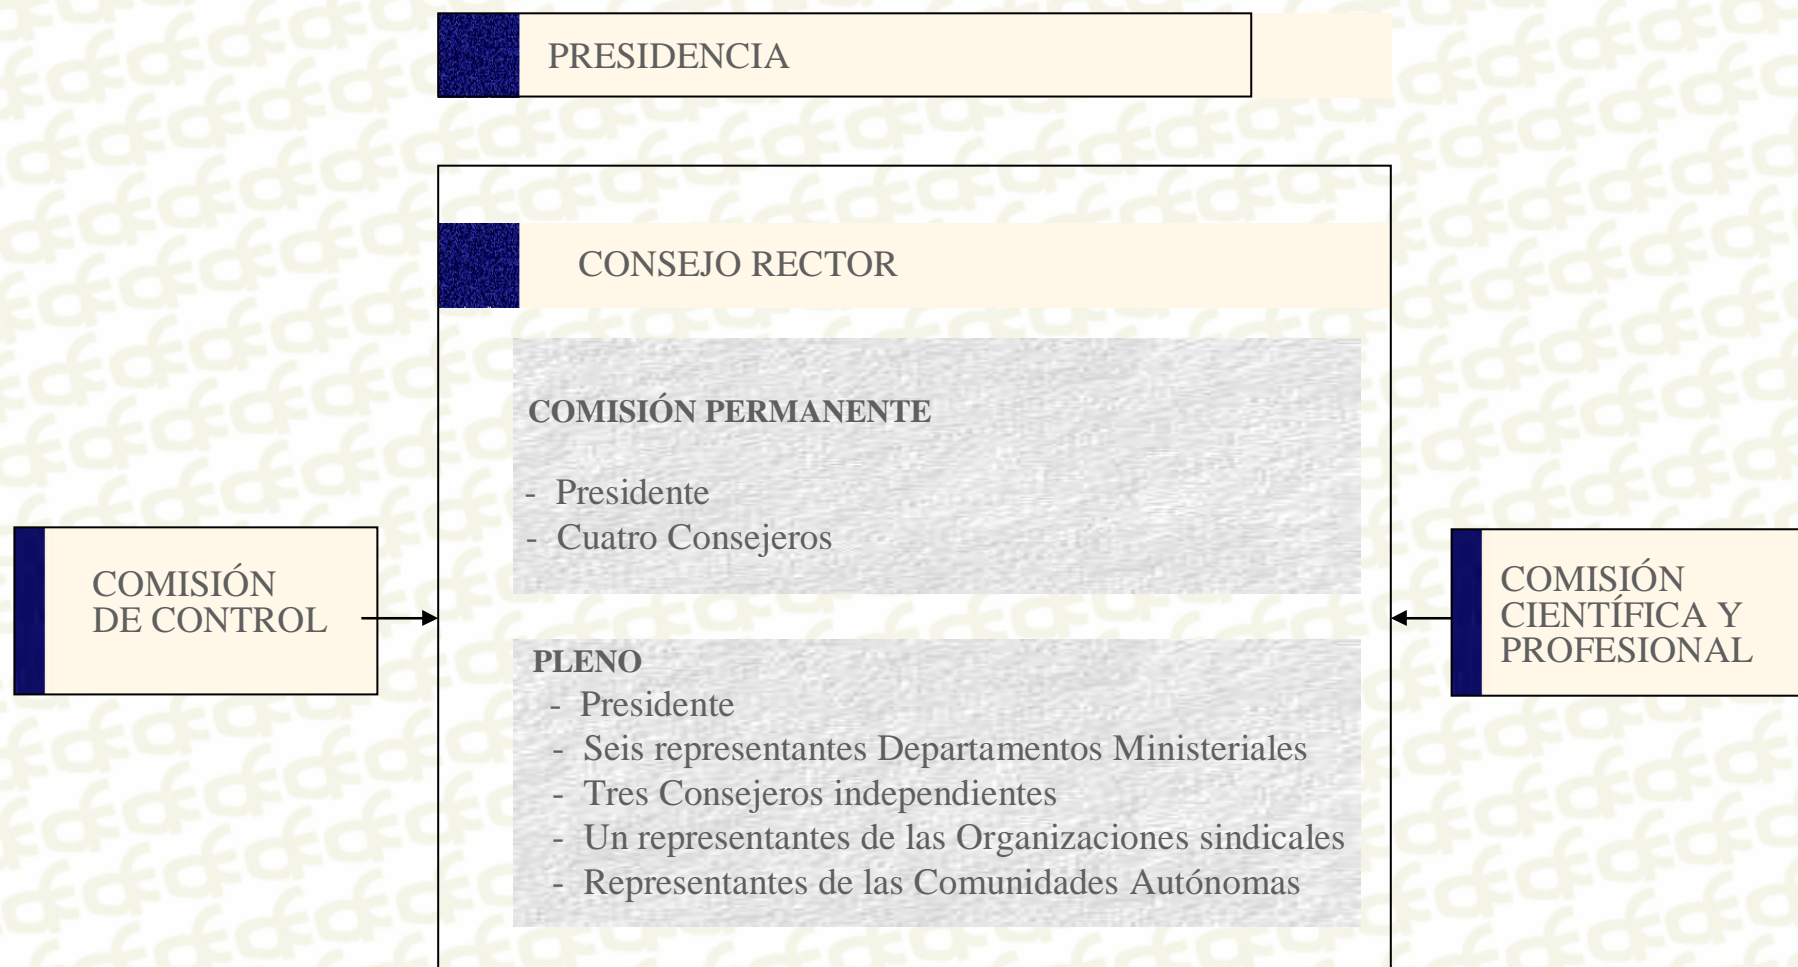 PRESIDENCIA
CONSEJO RECTOR
COMISIÓN PERMANENTE
- Presidente
- Cuatro Consejeros
COMISIÓN
DE CONTROL
COMISIÓN
CIENTÍFICA Y
PROFESIONAL
PLENO
- Presidente
- Seis representantes Departamentos Ministeriales
- Tres Consejeros independientes
- Un representantes de las Organizaciones sindicales
- Representantes de las Comunidades Autónomas